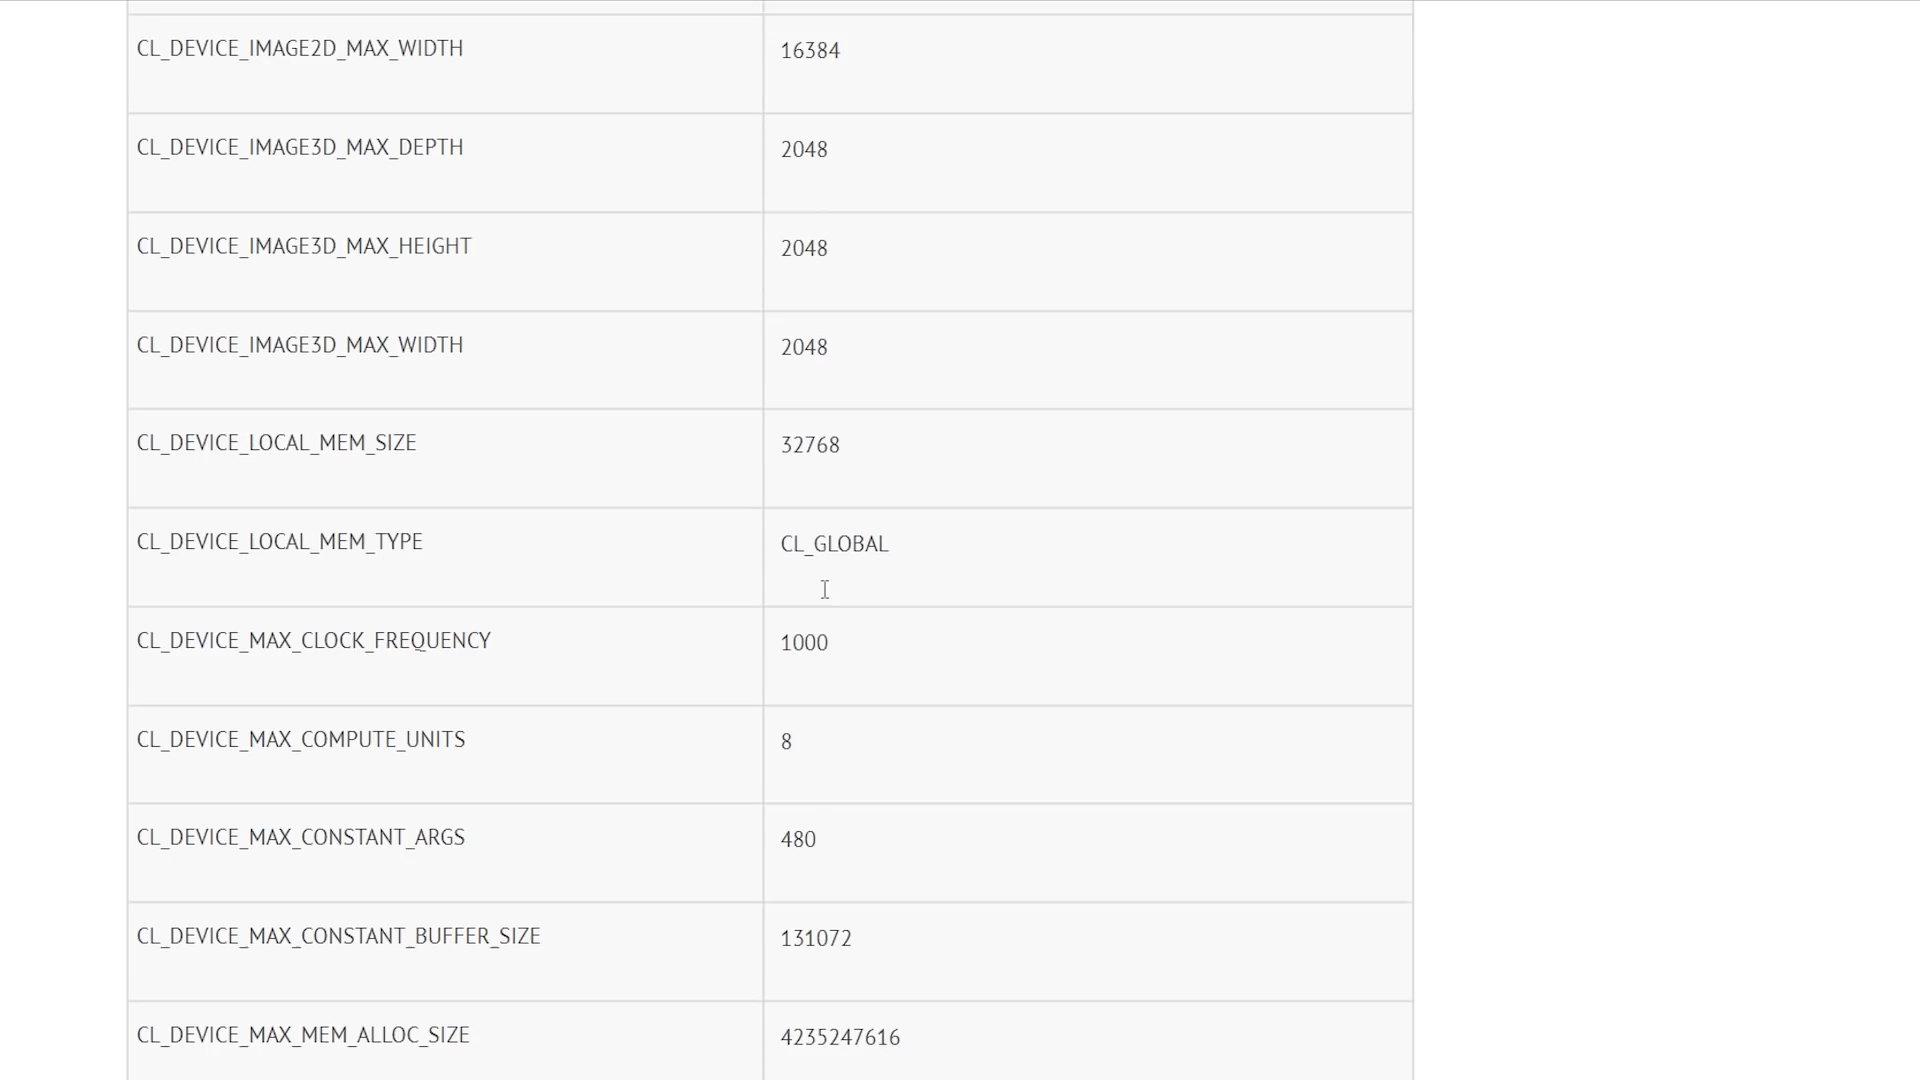 CL_DEVICE_IMAGE2D_MAX_WIDTH 16384
CL_DEVICE_IMAGE3D_MAX_DEPTH 2048
CL_DEVICE_IMAGE3D_MAX_HEIGHT 2048
CL_DEVICE_IMAGE3D_MAX_WIDTH 2048
CL_DEVICE_LOCAL_MEM_SIZE 32768
CL_DEVICE_LOCAL_MEM_TYPE CL_GLOBAL
CL_DEVICE_MAX_CLOCK_FREQUENCY 1000
CL_DEVICE_MAX_COMPUTE_UNITS 8
CL_DEVICE_MAX_CONSTANT_ARGS 480
CL_DEVICE_MAX_CONSTANT_BUFFER_SIZE 131072
CL_DEVICE_MAX_MEM_ALLOC_SIZE 4235247616